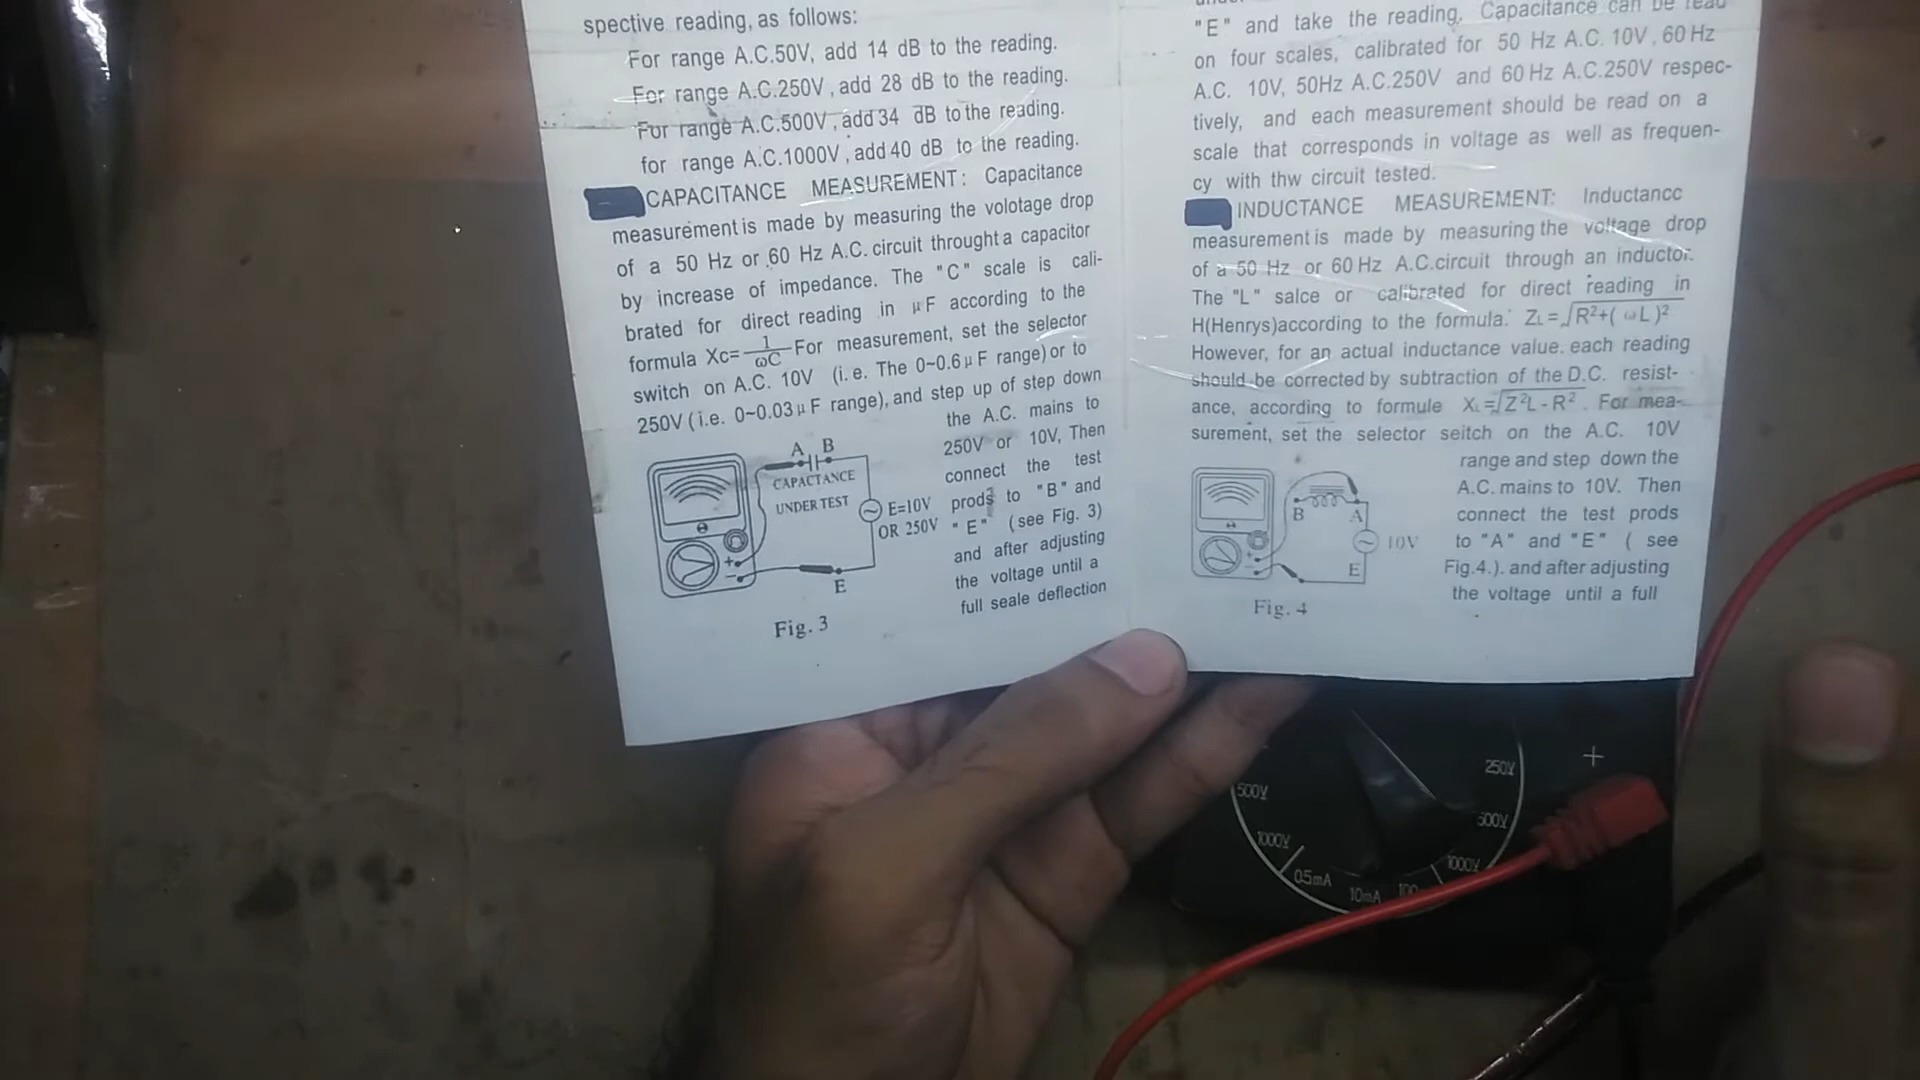 spective reading, as follows:
For range A.C.50V, add 14 dB to the reading.
For range A.C.250V, add 28 dB to the reading.
For range A.C.500V, add 34 dB to the reading.
for range A.C.1000V, add 40 dB to the reading.
CAPACITANCE MEASUREMENT: Capacitance
measurement is made by measuring the volotage drop
of a 50 Hz or 60 Hz A.C. circuit throught a capacitor
by increase of impedance. The "C" scale is cali-
brated for direct reading in μF according to the
formula Xc=1/ωC For measurement, set the selector
switch on A.C. 10V (i.e. The 0~0.6μF range) or to
250V (i.e. 0~0.03μF range), and step up of step down
the A.C. mains to
250V or 10V, Then
connect the test
prods to "B" and
"E" (see Fig. 3)
and after adjusting
the voltage until a
full seale deflection
A B
CAPACTANCE
UNDER TEST
E=10V
OR 250V
+
−
E
Fig. 3
"E" and take the reading. Capacitance can be read
on four scales, calibrated for 50 Hz A.C. 10V, 60 Hz
A.C. 10V, 50Hz A.C.250V and 60 Hz A.C.250V respec-
tively, and each measurement should be read on a
scale that corresponds in voltage as well as frequen-
cy with thw circuit tested.
INDUCTANCE MEASUREMENT: Inductance
measurement is made by measuring the voltage drop
of a 50 Hz or 60 Hz A.C.circuit through an inductor.
The "L" salce or calibrated for direct reading in
H(Henrys)according to the formula: ZL=√R²+(ωL)²
However, for an actual inductance value. each reading
should be corrected by subtraction of the D.C. resist-
ance, according to formule XL=√Z²L-R². For mea-
surement, set the selector seitch on the A.C. 10V
range and step down the
A.C. mains to 10V. Then
connect the test prods
to "A" and "E" ( see
Fig.4.). and after adjusting
the voltage until a full
B A
10V
+
−
E
Fig. 4
500V
1000V
0.5mA
10mA
100
1000V
500V
250V
+